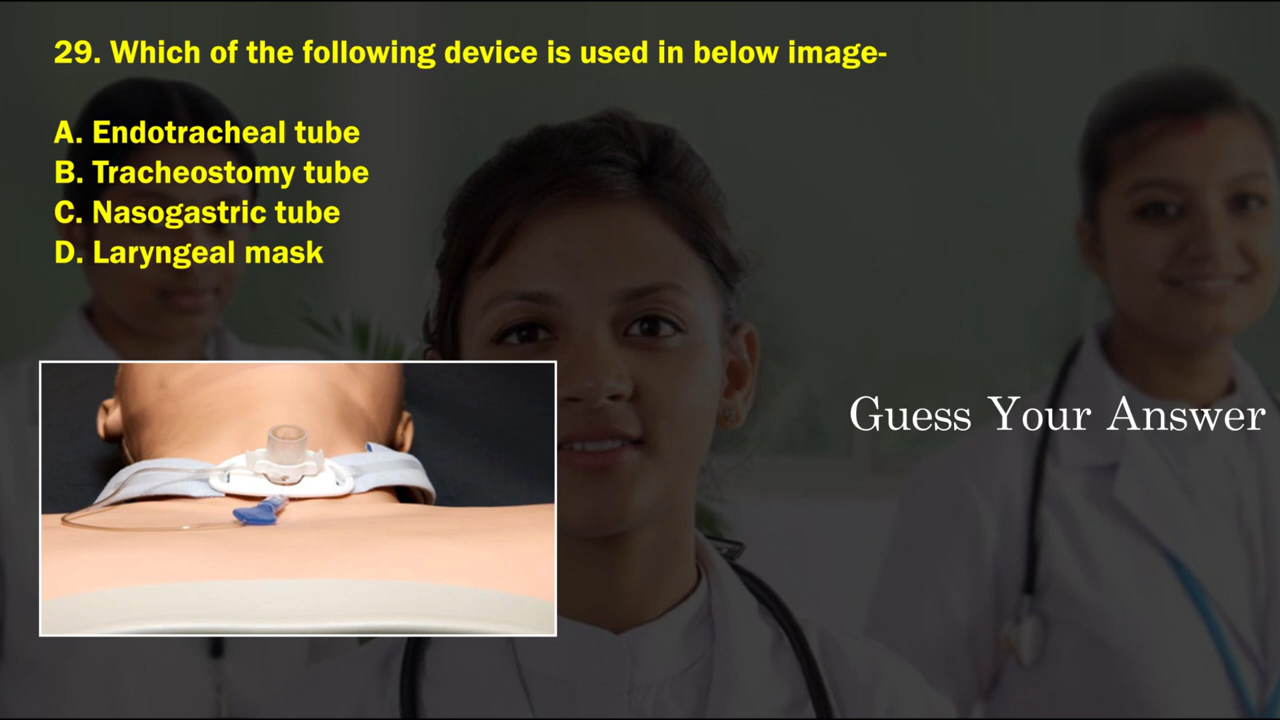 29. Which of the following device is used in below image-
A. Endotracheal tube
B. Tracheostomy tube
C. Nasogastric tube
D. Laryngeal mask
Guess Your Answer